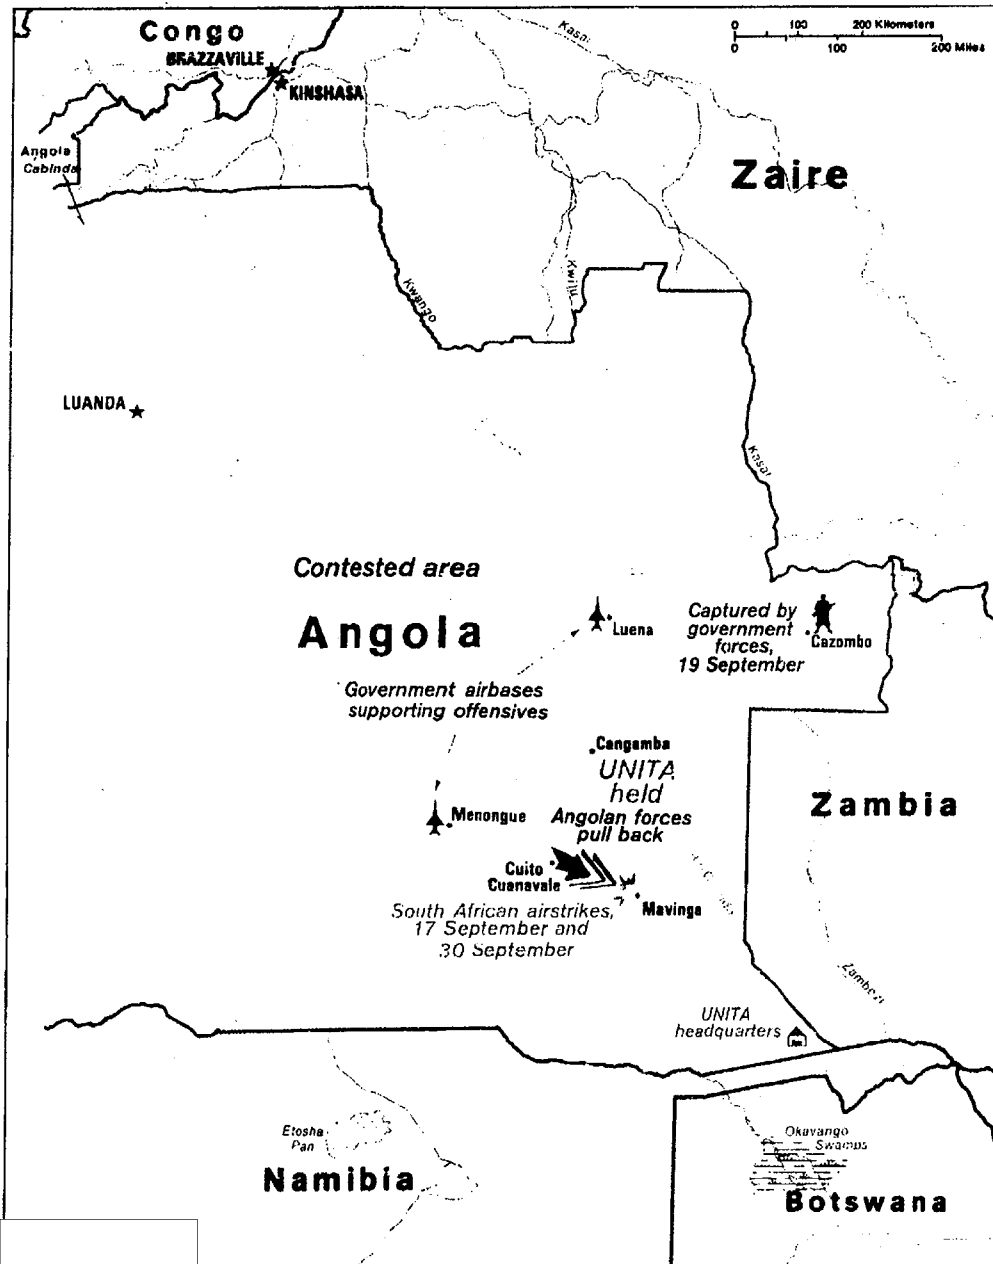 Congo
BRAZZAVILLE
KINSHASA
Kasai
0 100 200 Kilometers
0 100 200 Miles
Angola
Cabinda
Zaire
Kwango
Kwilu
LUANDA
Kasai
Contested area
Angola
Luena
Captured by
government
forces,
19 September
Cazombo
Government airbases
supporting offensives
Cangamba
UNITA
held
Angolan forces
pull back
Zambia
Menongue
Cuito
Cuanavale
Mavinga
South African airstrikes,
17 September and
30 September
Zambezi
UNITA
headquarters
Etosha
Pan
Namibia
Okavango
Swamps
Botswana